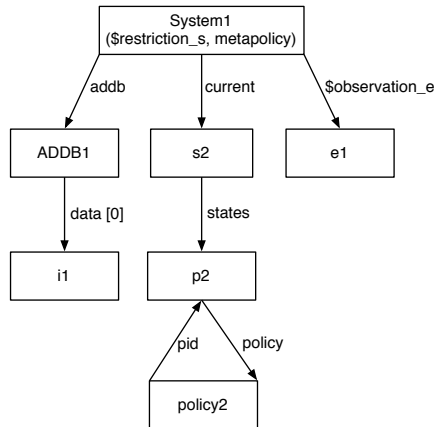 System1
($restriction_s, metapolicy)
addb
current
$observation_e
ADDB1
s2
e1
data [0]
states
i1
p2
pid
policy
policy2